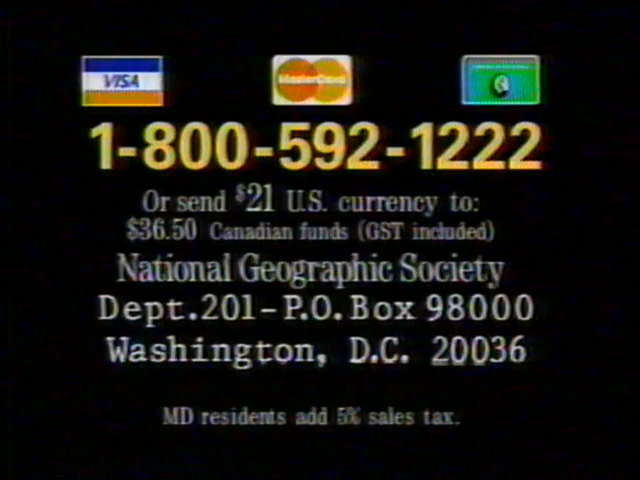 VISA MasterCard
1-800-592-1222
Or send $21 U.S. currency to:
$36.50 Canadian funds (GST included)
National Geographic Society
Dept.201-P.O. Box 98000
Washington, D.C. 20036
MD residents add 5% sales tax.